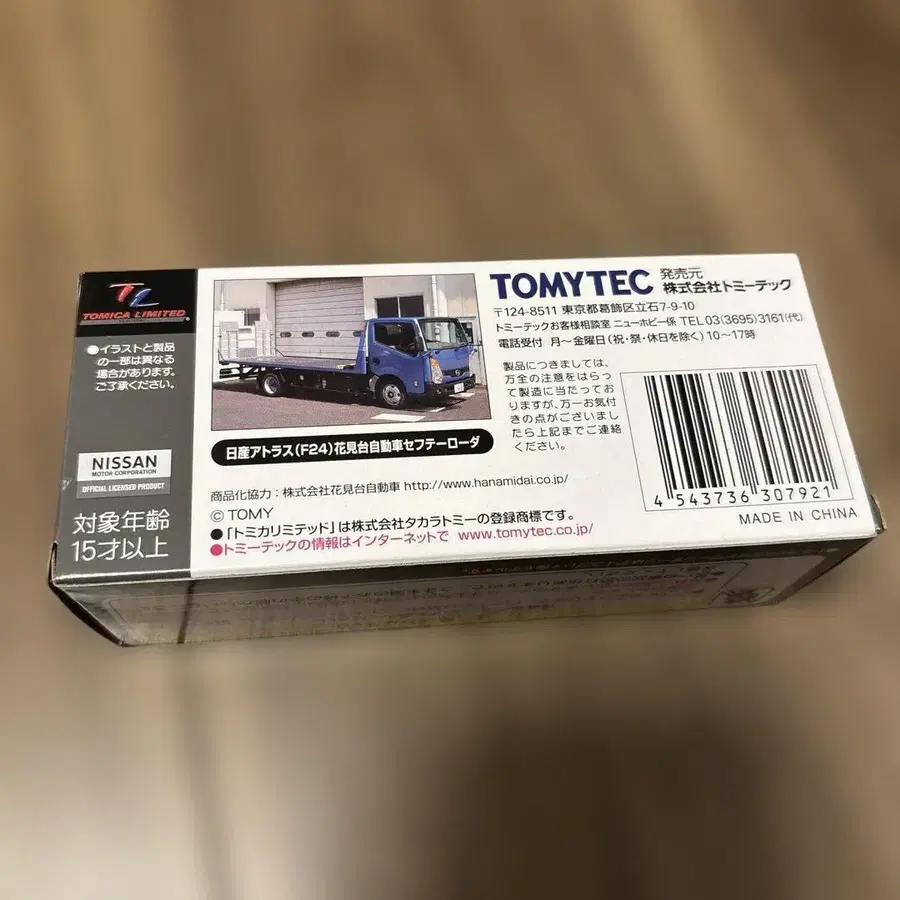 TL
TOMICA LIMITED
●イラストと製品
の一部は異なる
場合があります。
ご了承ください。
NISSAN
MOTOR CORPORATION
OFFICIAL LICENSED PRODUCT
対象年齢
15才以上
日産アトラス(F24)花見台自動車セフテーローダ
商品化協力:株式会社花見台自動車 http://www.hanamidai.co.jp/
© TOMY
●「トミカリミテッド」は株式会社タカラトミーの登録商標です。
●トミーテックの情報はインターネットで www.tomytec.co.jp/
TOMYTEC 発売元 株式会社トミーテック
〒124-8511 東京都葛飾区立石7-9-10
トミーテックお客様相談室 ニューホビー係 TEL 03(3695)3161(代)
電話受付 月〜金曜日(祝・祭・休日を除く)10〜17時
製品につきましては、
万全の注意をはらっ
て製造に当たってお
りますが、万一お気付
きの点がございまし
たら上記までご連絡
ください。
4 543736 307921
MADE IN CHINA